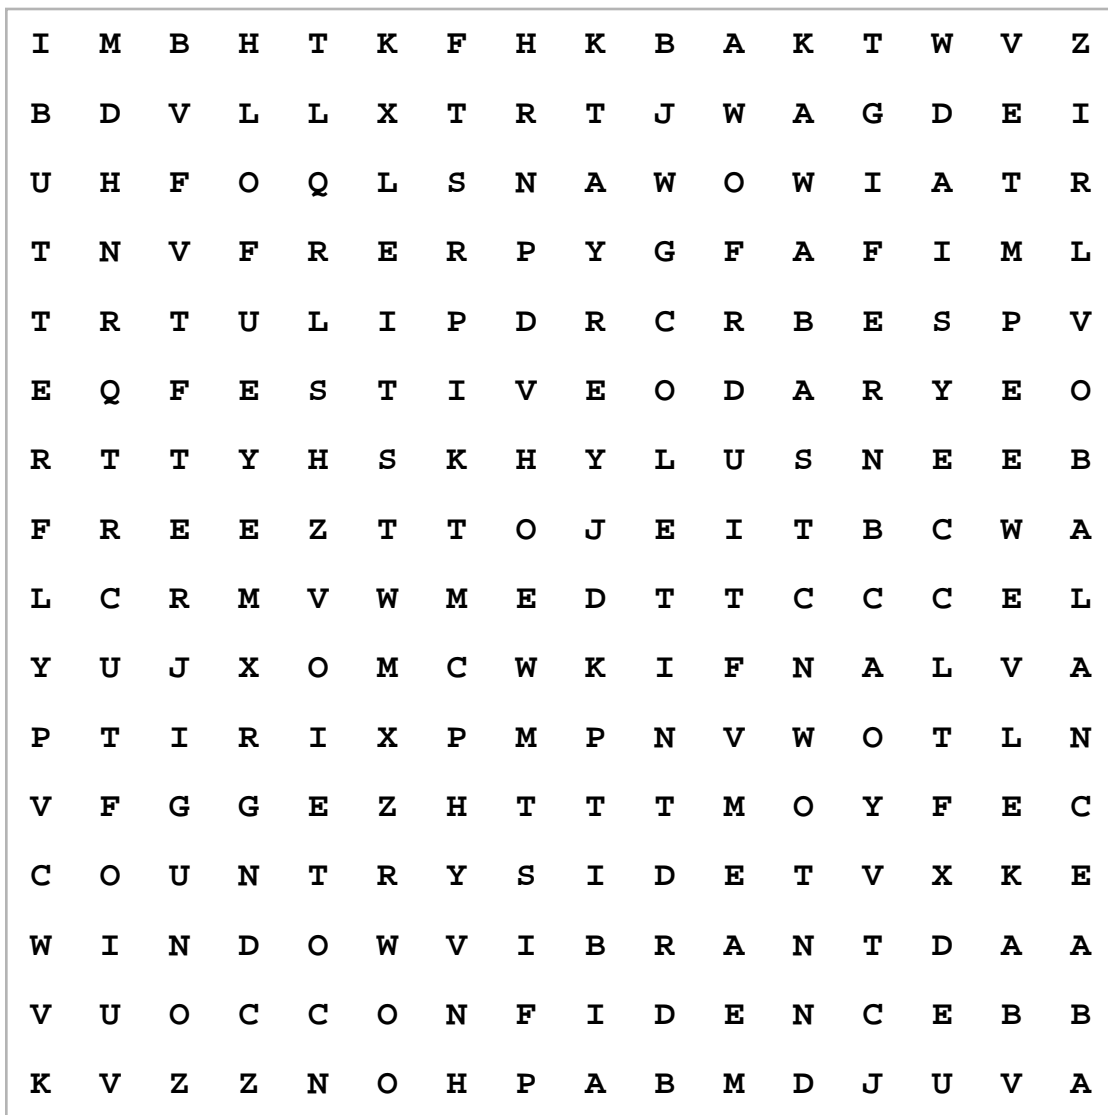 I M B H T K F H K B A K T W V Z
B D V L L X T R T J W A G D E I
U H F O Q L S N A W O W I A T R
T N V F R E R P Y G F A F I M L
T R T U L I P D R C R B E S P V
E Q F E S T I V E O D A R Y E O
R T T Y H S K H Y L U S N E E B
F R E E Z T T O J E I T B C W A
L C R M V W M E D T T C C C E L
Y U J X O M C W K I F N A L V A
P T I R I X P M P N V W O T L N
V F G G E Z H T T T M O Y F E C
C O U N T R Y S I D E T V X K E
W I N D O W V I B R A N T D A A
V U O C C O N F I D E N C E B B
K V Z Z N O H P A B M D J U V A